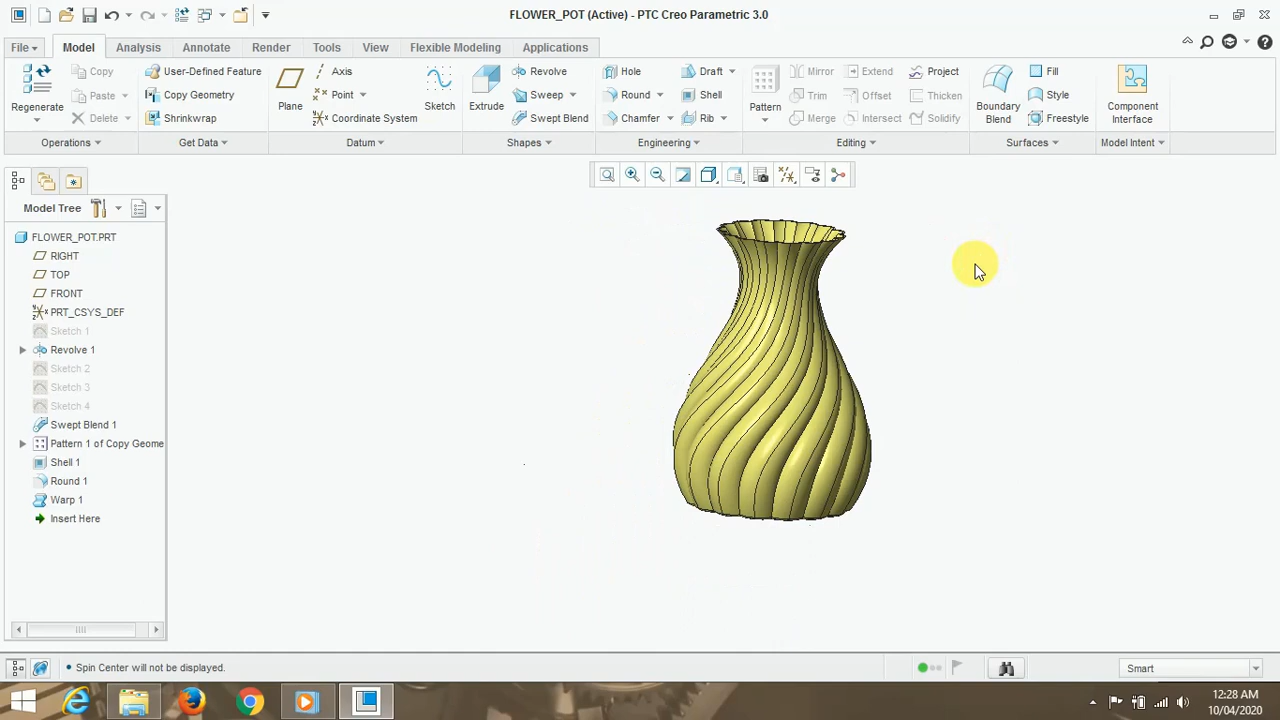 FLOWER_POT (Active) - PTC Creo Parametric 3.0
File Model Analysis Annotate Render Tools View Flexible Modeling Applications
Regenerate
Copy
Paste
Delete
Operations
User-Defined Feature
Copy Geometry
Shrinkwrap
Get Data
Plane
Axis
Point
Coordinate System
Sketch
Datum
Extrude
Revolve
Sweep
Swept Blend
Shapes
Hole
Round
Chamfer
Draft
Shell
Rib
Engineering
Pattern
Mirror
Trim
Merge
Extend
Offset
Intersect
Project
Thicken
Solidify
Editing
Boundary
Blend
Fill
Style
Freestyle
Surfaces
Component
Interface
Model Intent
Model Tree
FLOWER_POT.PRT
RIGHT
TOP
FRONT
PRT_CSYS_DEF
Sketch 1
Revolve 1
Sketch 2
Sketch 3
Sketch 4
Swept Blend 1
Pattern 1 of Copy Geome
Shell 1
Round 1
Warp 1
Insert Here
Spin Center will not be displayed.
Smart
12:28 AM
10/04/2020